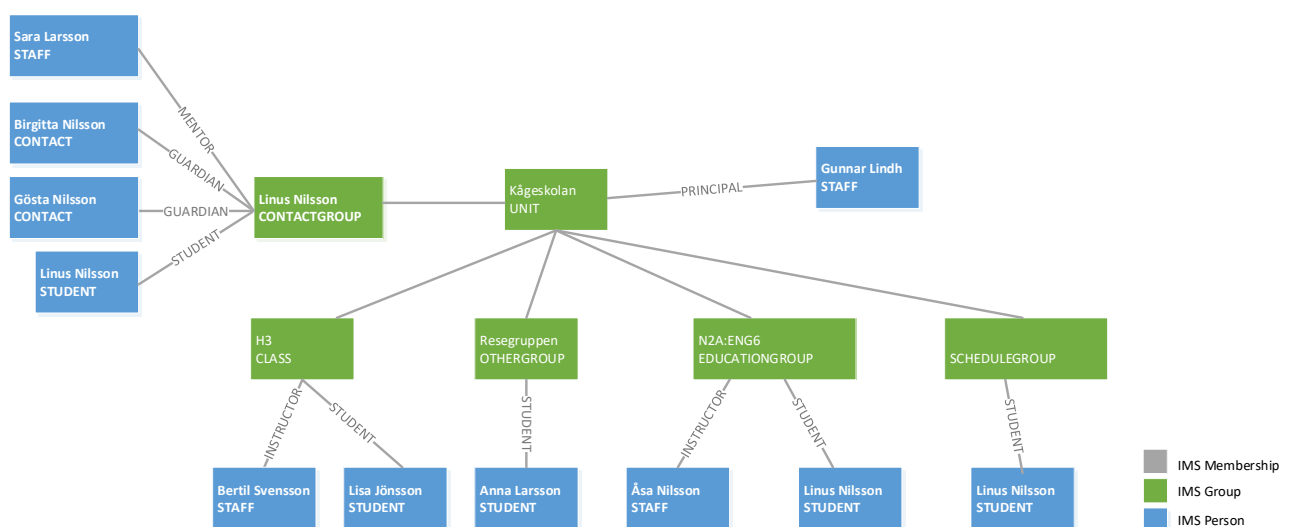 Sara Larsson
STAFF
MENTOR
Birgitta Nilsson
CONTACT
GUARDIAN
Gösta Nilsson
CONTACT
GUARDIAN
Linus Nilsson
STUDENT
STUDENT
Linus Nilsson
CONTACTGROUP
Kågeskolan
UNIT
PRINCIPAL
Gunnar Lindh
STAFF
H3
CLASS
Resegruppen
OTHERGROUP
N2A:ENG6
EDUCATIONGROUP
SCHEDULEGROUP
INSTRUCTOR
STUDENT
STUDENT
INSTRUCTOR
STUDENT
STUDENT
Bertil Svensson
STAFF
Lisa Jönsson
STUDENT
Anna Larsson
STUDENT
Åsa Nilsson
STAFF
Linus Nilsson
STUDENT
Linus Nilsson
STUDENT
IMS Membership
IMS Group
IMS Person